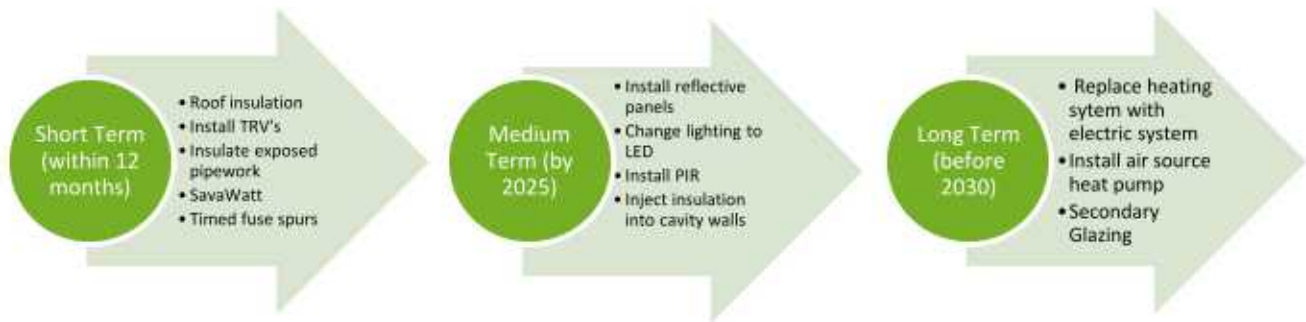 Short Term
(within 12
months)
• Roof insulation
• Install TRV's
• Insulate exposed
pipework
• SavaWatt
• Timed fuse spurs
Medium
Term (by
2025)
• Install reflective
panels
• Change lighting to
LED
• Install PIR
• Inject insulation
into cavity walls
Long Term
(before
2030)
• Replace heating
sytem with
electric system
• Install air source
heat pump
• Secondary
Glazing